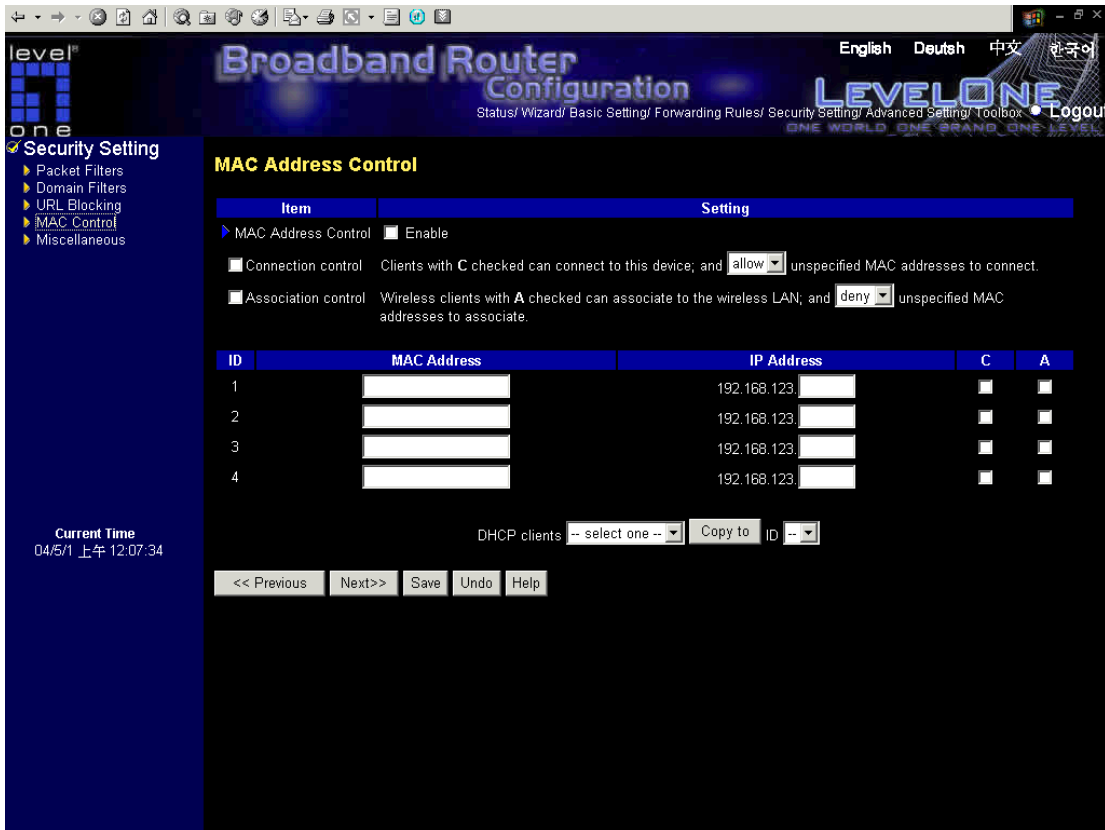 level®
one
Broadband Router
Configuration
English Deutsh 中文 한국어
LEVELONE
Status/ Wizard/ Basic Setting/ Forwarding Rules/ Security Setting/ Advanced Setting/ Toolbox Logout
ONE WORLD_ONE BRAND_ONE LEVEL
Security Setting
Packet Filters
Domain Filters
URL Blocking
MAC Control
Miscellaneous
Current Time
04/5/1 上午 12:07:34
MAC Address Control
Item Setting
MAC Address Control Enable
Connection control Clients with C checked can connect to this device; and allow unspecified MAC addresses to connect.
Association control Wireless clients with A checked can associate to the wireless LAN; and deny unspecified MAC
addresses to associate.
ID MAC Address IP Address C A
1 192.168.123.
2 192.168.123.
3 192.168.123.
4 192.168.123.
DHCP clients -- select one -- Copy to ID --
<< Previous Next>> Save Undo Help